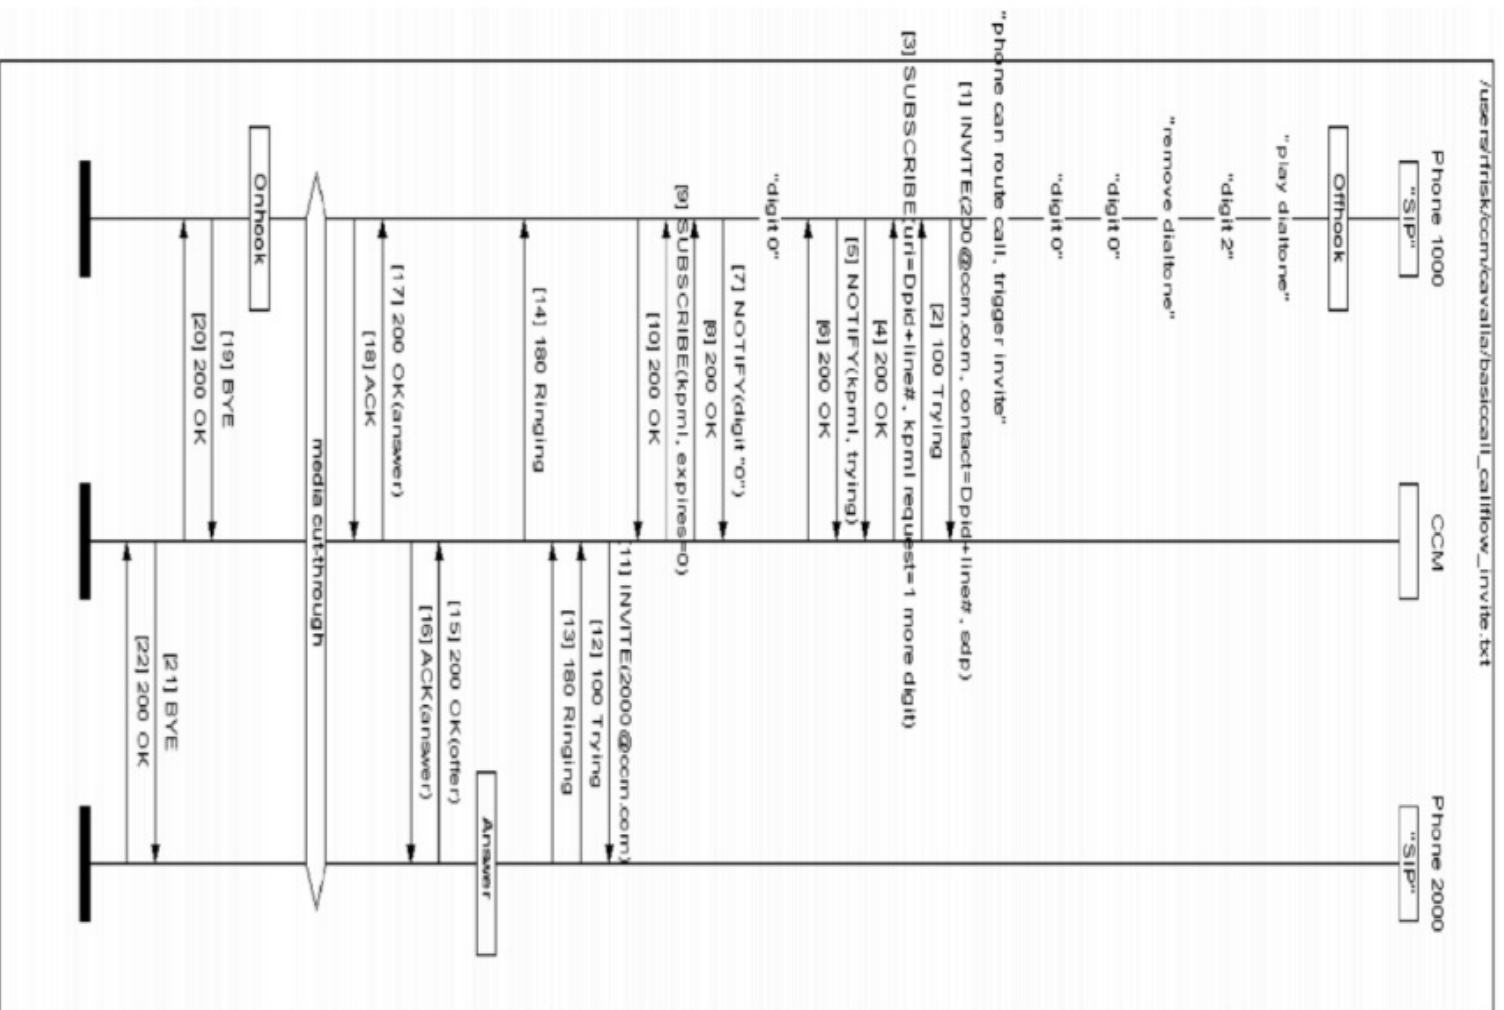 /users/rfrisk/ccm/cavalla/basiccall_callflow_invite.txt
Phone 1000
CCM
Phone 2000
"SIP"
"SIP"
Offhook
"play dialtone"
"digit 2"
"remove dialtone"
"digit 0"
"digit 0"
"phone can route call, trigger invite"
[1] INVITE(200@ccm.com, contact=Dpid+line#, sdp)
[2] 100 Trying
[3] SUBSCRIBE(uri=Dpid+line#, kpml request=1 more digit)
[4] 200 OK
[5] NOTIFY(kpml, trying)
[6] 200 OK
"digit 0"
[7] NOTIFY(digit "0")
[8] 200 OK
[9] SUBSCRIBE(kpml, expires=0)
[10] 200 OK
[11] INVITE(2000@ccm.com)
[12] 100 Trying
[13] 180 Ringing
[14] 180 Ringing
Answer
[15] 200 OK(offer)
[16] ACK(answer)
[17] 200 OK(answer)
[18] ACK
media cut-through
Onhook
[19] BYE
[20] 200 OK
[21] BYE
[22] 200 OK